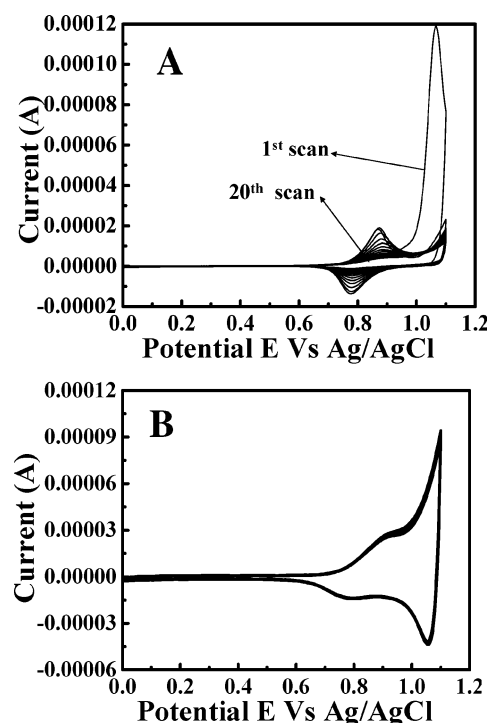 A
0.00012
0.00010
0.00008
0.00006
0.00004
0.00002
0.00000
-0.00002
Current (A)
1st scan
20th scan
0.0 0.2 0.4 0.6 0.8 1.0 1.2
Potential E Vs Ag/AgCl
B
0.00012
0.00009
0.00006
0.00003
0.00000
-0.00003
-0.00006
Current (A)
0.0 0.2 0.4 0.6 0.8 1.0 1.2
Potential E Vs Ag/AgCl